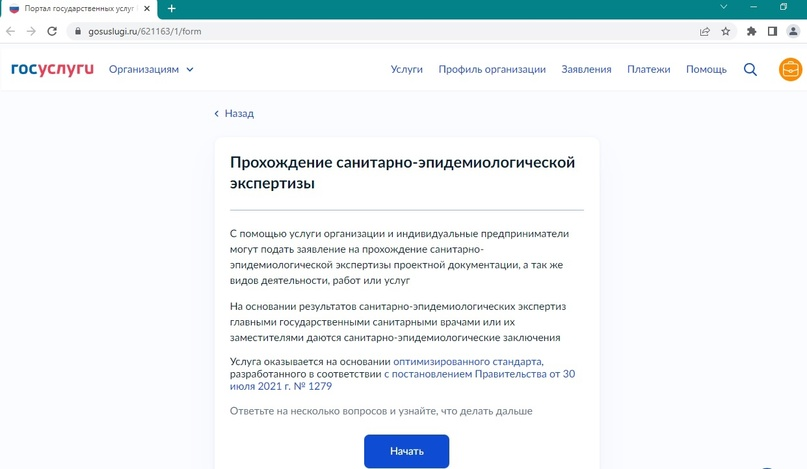 Портал государственных услуг
gosuslugi.ru/621163/1/form
госуслуги Организациям Услуги Профиль организации Заявления Платежи Помощь
Назад
Прохождение санитарно-эпидемиологической
экспертизы
С помощью услуги организации и индивидуальные предприниматели
могут подать заявление на прохождение санитарно-
эпидемиологической экспертизы проектной документации, а так же
видов деятельности, работ или услуг
На основании результатов санитарно-эпидемиологических экспертиз
главными государственными санитарными врачами или их
заместителями даются санитарно-эпидемиологические заключения
Услуга оказывается на основании оптимизированного стандарта,
разработанного в соответствии с постановлением Правительства от 30
июля 2021 г. № 1279
Ответьте на несколько вопросов и узнайте, что делать дальше
Начать